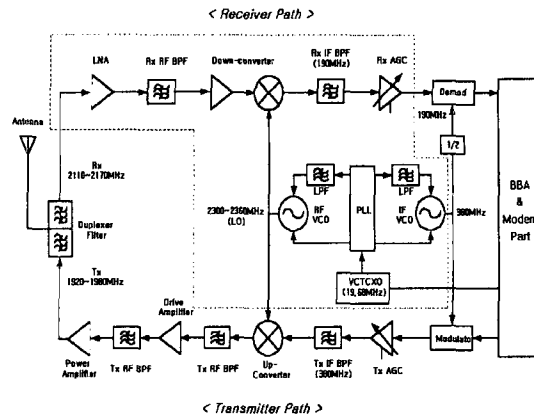 < Receiver Path >
LNA
Rx RF BPF
Down-converter
Rx IF BPF
(190MHz)
Rx AGC
Demod
190MHz
1/2
Antenna
Rx
2110~2170MHz
Duplexer
Filter
Tx
1920~1980MHz
2300~2360MHz
(LO)
LPF
RF
VCO
PLL
LPF
IF
VCO
380MHz
VCTCXO
(19.68MHz)
BBA
&
Modem
Part
Drive
Amplifier
Power
Amplifier
Tx RF BPF
Tx RF BPF
Up-
Converter
Tx IF BPF
(380MHz)
Tx AGC
Modulator
< Transmitter Path >